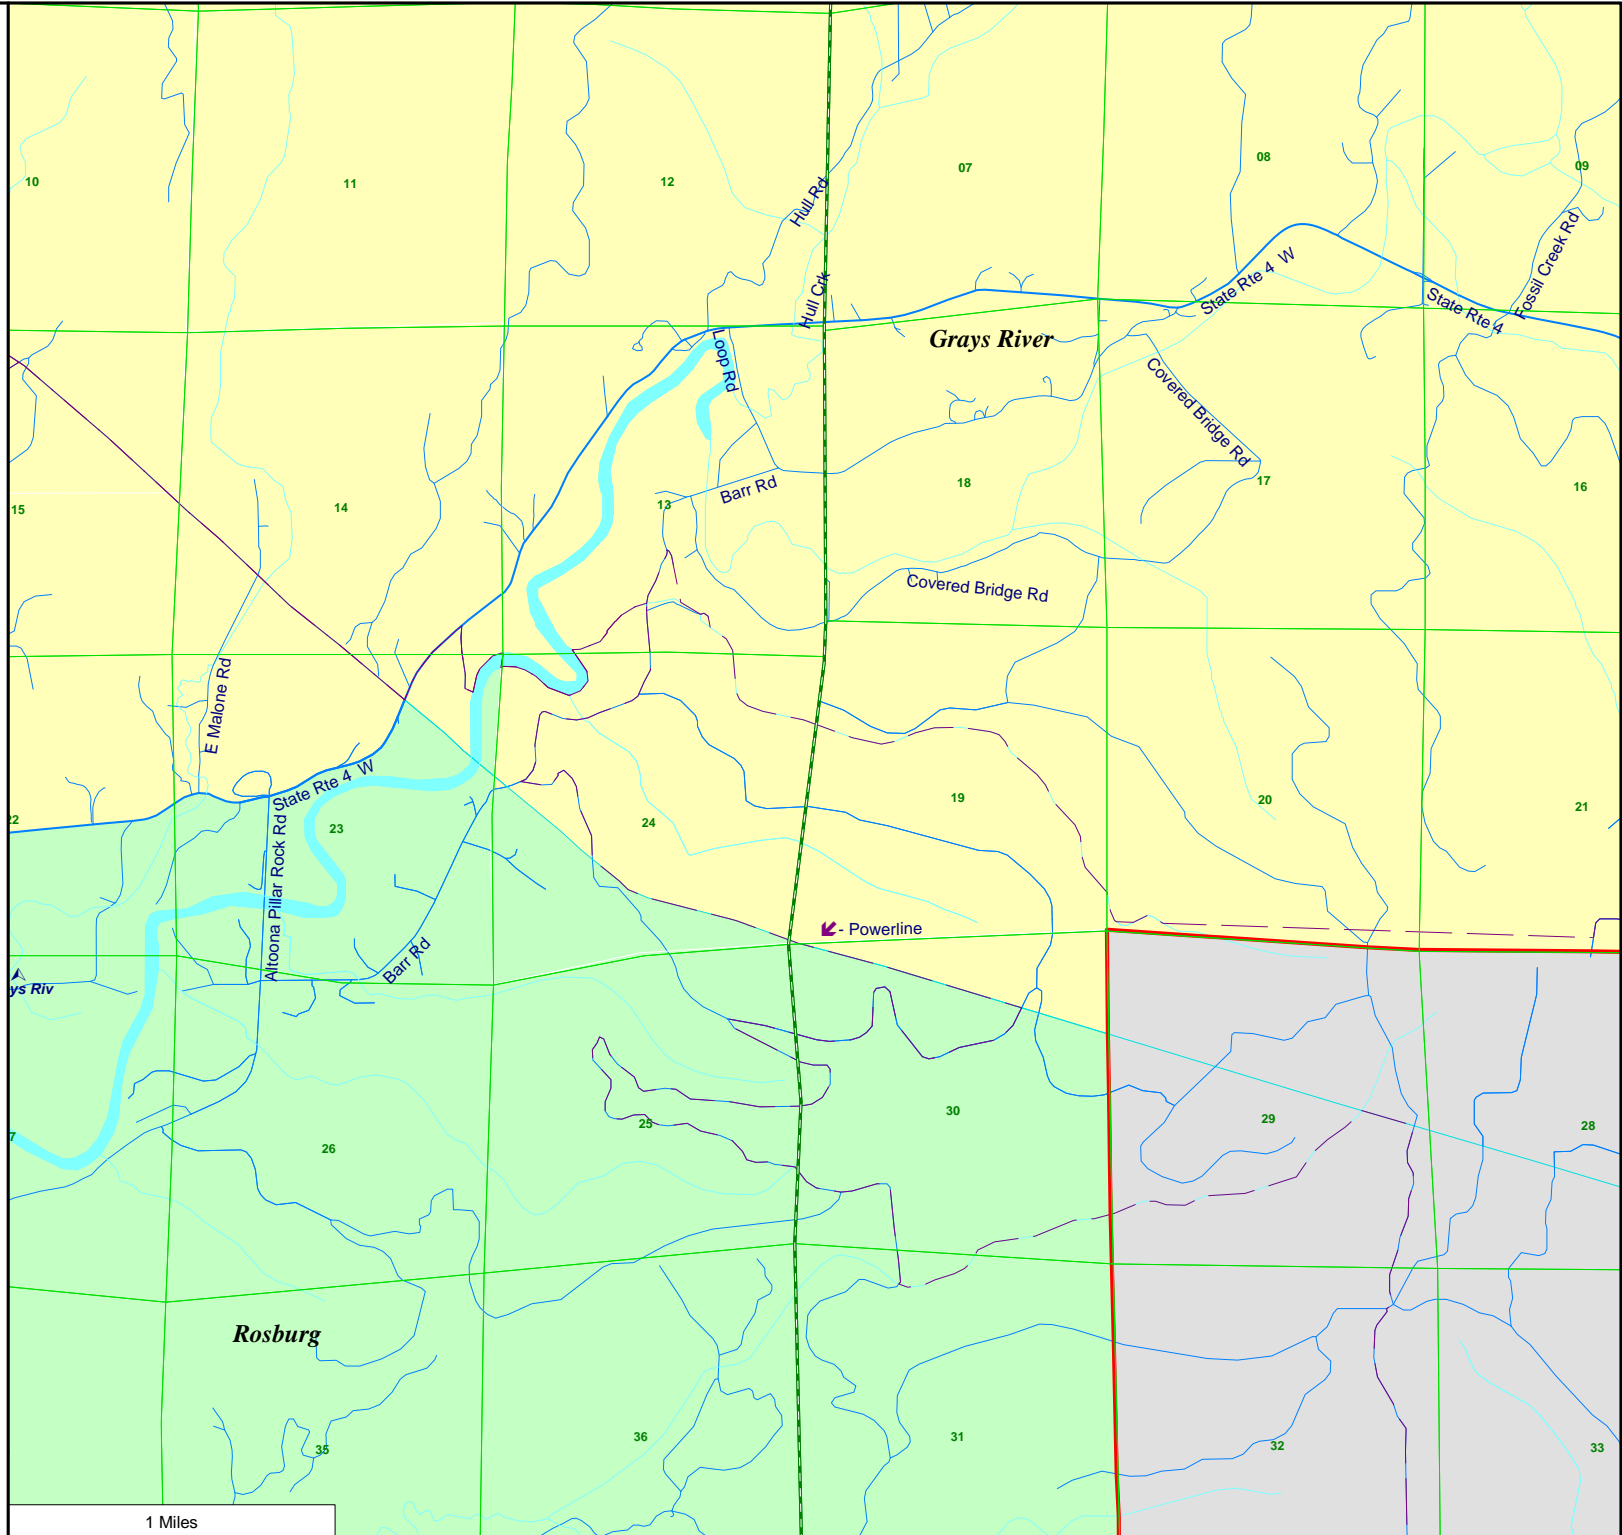 10
11
12
07
08
09
Hull Rd
Hull Crk
State Rte 4 W
State Rte 4
Fossil Creek Rd
Grays River
Loop Rd
Covered Bridge Rd
Barr Rd
15
14
13
18
17
16
Covered Bridge Rd
E Malone Rd
State Rte 4 W
22
23
24
19
20
21
Altoona Pillar Rock Rd
Barr Rd
- Powerline
ys Riv
7
26
25
30
29
28
Rosburg
35
36
31
32
33
1 Miles